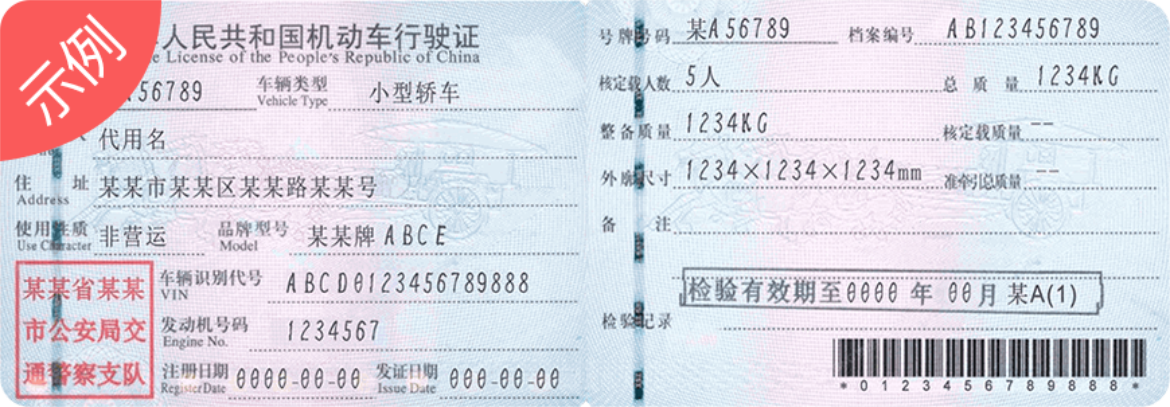 示例
人民共和国机动车行驶证
License of the People's Republic of China
56789 车辆类型 Vehicle Type 小型轿车
代用名
住 址 Address 某某市某某区某某路某某号
使用性质 Use Character 非营运 品牌型号 Model 某某牌ABCE
某某省某某
市公安局交
通警察支队
车辆识别代号 VIN ABCD0123456789888
发动机号码 Engine No. 1234567
注册日期 Register Date 0000-00-00 发证日期 Issue Date 000-00-00
号牌号码 某A56789 档案编号 AB123456789
核定载人数 5人 总 质 量 1234KG
整备质量 1234KG 核定载质量 --
外廓尺寸 1234×1234×1234mm 准牵引总质量 --
备 注
检验有效期至0000年00月某A(1)
检验记录
*0123456789888*